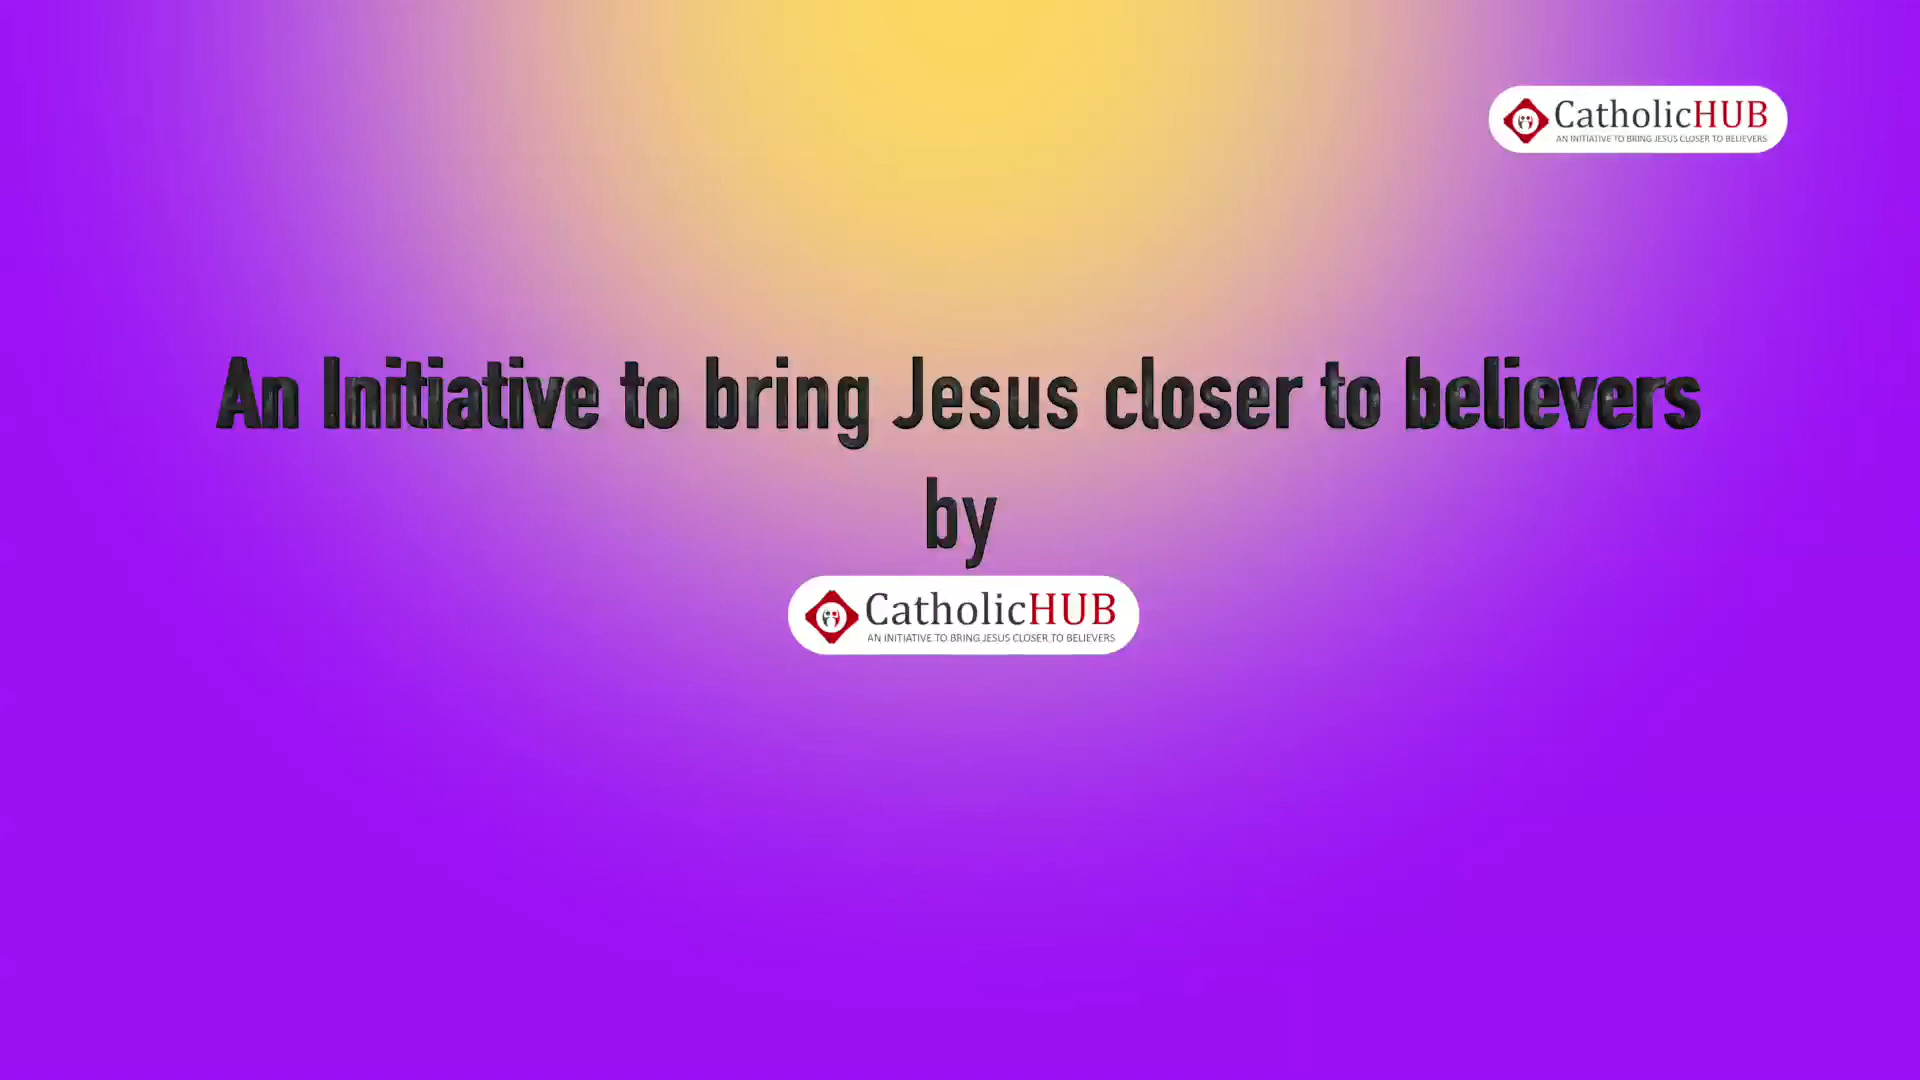 CatholicHUB
AN INITIATIVE TO BRING JESUS CLOSER TO BELIEVERS
An Initiative to bring Jesus closer to believers
by
CatholicHUB
AN INITIATIVE TO BRING JESUS CLOSER TO BELIEVERS